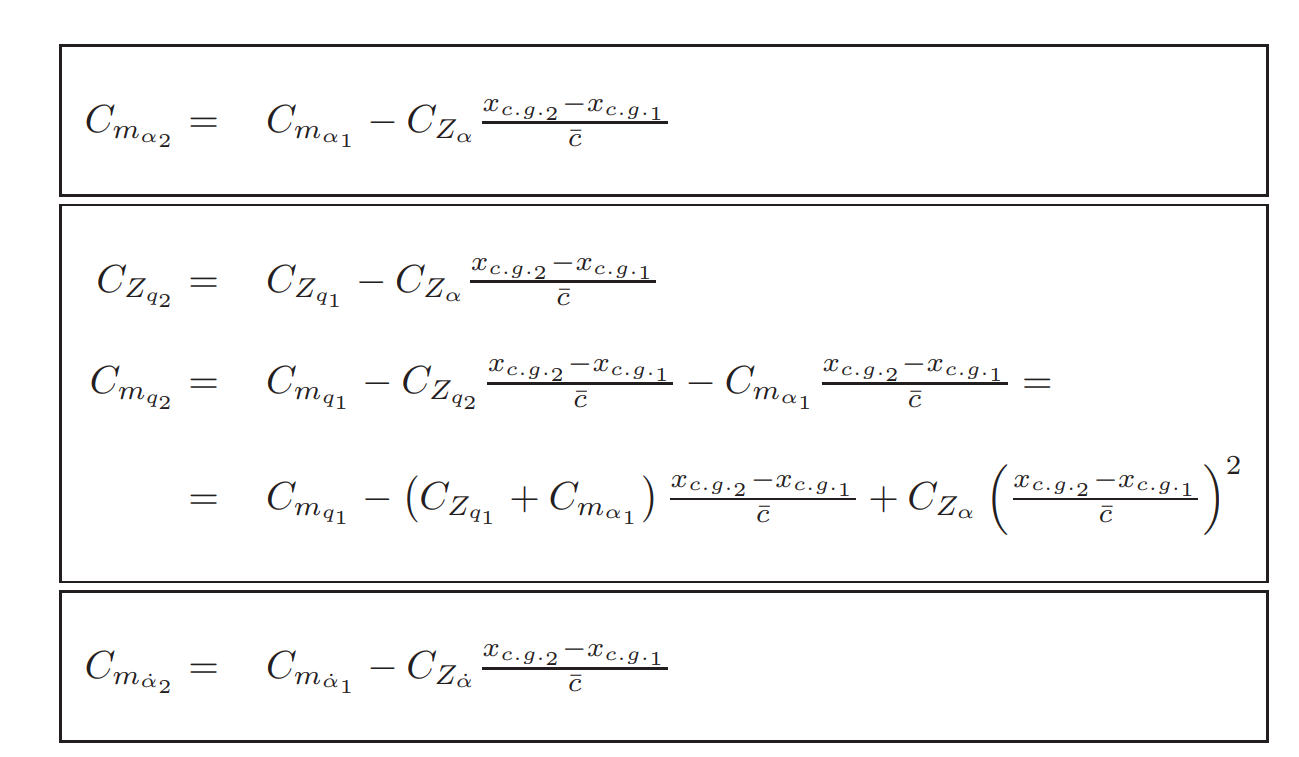 $C_{m_{\alpha_2}} = C_{m_{\alpha_1}} - C_{Z_\alpha} \frac{x_{c.g._2} - x_{c.g._1}}{\bar{c}}$
$C_{Z_{q_2}} = C_{Z_{q_1}} - C_{Z_\alpha} \frac{x_{c.g._2} - x_{c.g._1}}{\bar{c}}$
$C_{m_{q_2}} = C_{m_{q_1}} - C_{Z_{q_2}} \frac{x_{c.g._2} - x_{c.g._1}}{\bar{c}} - C_{m_{\alpha_1}} \frac{x_{c.g._2} - x_{c.g._1}}{\bar{c}} =$
$= C_{m_{q_1}} - \left( C_{Z_{q_1}} + C_{m_{\alpha_1}} \right) \frac{x_{c.g._2} - x_{c.g._1}}{\bar{c}} + C_{Z_\alpha} \left( \frac{x_{c.g._2} - x_{c.g._1}}{\bar{c}} \right)^2$
$C_{m_{\dot{\alpha}_2}} = C_{m_{\dot{\alpha}_1}} - C_{Z_{\dot{\alpha}}} \frac{x_{c.g._2} - x_{c.g._1}}{\bar{c}}$